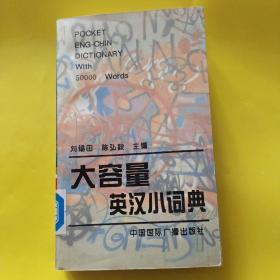 POCKET
ENG-CHIN
DICTIONARY
With
50000 Words
刘锡田 陈弘毅 主编
大容量
英汉小词典
中国国际广播出版社